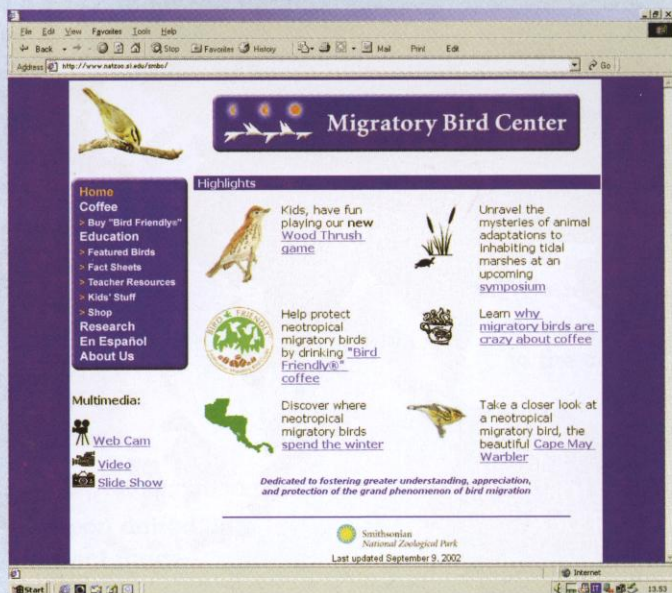 File Edit View Favorites Tools Help
Back Stop Favorites History Mail Print Edit
Address http://www.natzoo.si.edu/smbc/ Go
Migratory Bird Center
Home
Coffee
> Buy "Bird Friendly®"
Education
> Featured Birds
> Fact Sheets
> Teacher Resources
> Kids' Stuff
> Shop
Research
En Español
About Us
Multimedia:
Web Cam
Video
Slide Show
Highlights
Kids, have fun
playing our new
Wood Thrush
game
Unravel the
mysteries of animal
adaptations to
inhabiting tidal
marshes at an
upcoming
symposium
BIRD FRIENDLY
Help protect
neotropical
migratory birds
by drinking "Bird
Friendly®"
coffee
Learn why
migratory birds are
crazy about coffee
Discover where
neotropical
migratory birds
spend the winter
Take a closer look at
a neotropical
migratory bird, the
beautiful Cape May
Warbler
Dedicated to fostering greater understanding, appreciation,
and protection of the grand phenomenon of bird migration
Smithsonian
National Zoological Park
Last updated September 9, 2002
Internet
Start 13.53